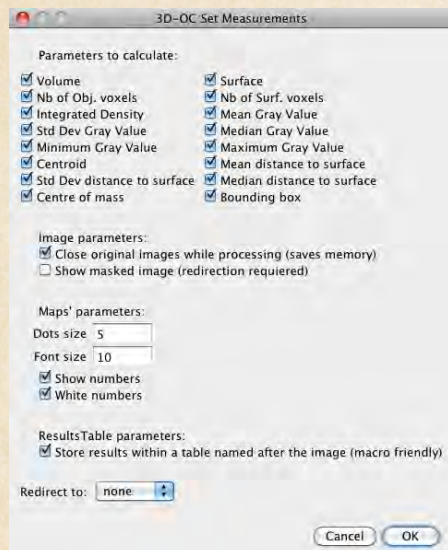 3D-OC Set Measurements
Parameters to calculate:
Volume Surface
Nb of Obj. voxels Nb of Surf. voxels
Integrated Density Mean Gray Value
Std Dev Gray Value Median Gray Value
Minimum Gray Value Maximum Gray Value
Centroid Mean distance to surface
Std Dev distance to surface Median distance to surface
Centre of mass Bounding box
Image parameters:
Close original images while processing (saves memory)
Show masked image (redirection requiered)
Maps' parameters:
Dots size 5
Font size 10
Show numbers
White numbers
ResultsTable parameters:
Store results within a table named after the image (macro friendly)
Redirect to: none
Cancel OK